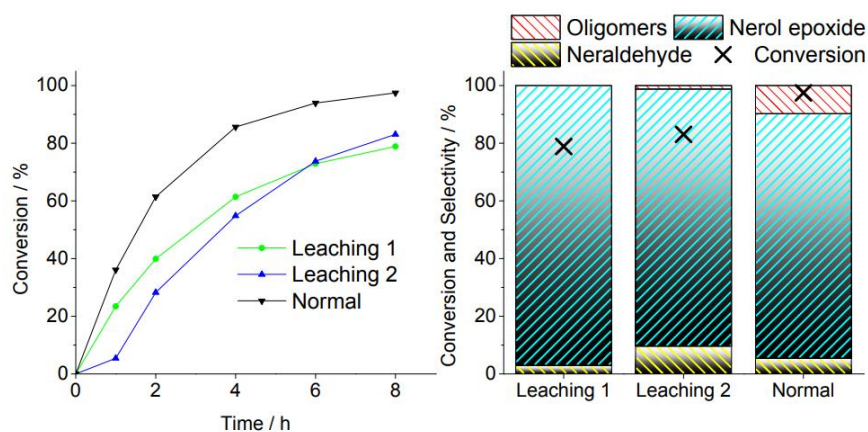 Conversion / %
100
80
60
40
20
0
0 2 4 6 8
Time / h
Leaching 1
Leaching 2
Normal
Oligomers Nerol epoxide
Neraldehyde Conversion
Conversion and Selectivity / %
100
80
60
40
20
0
Leaching 1 Leaching 2 Normal